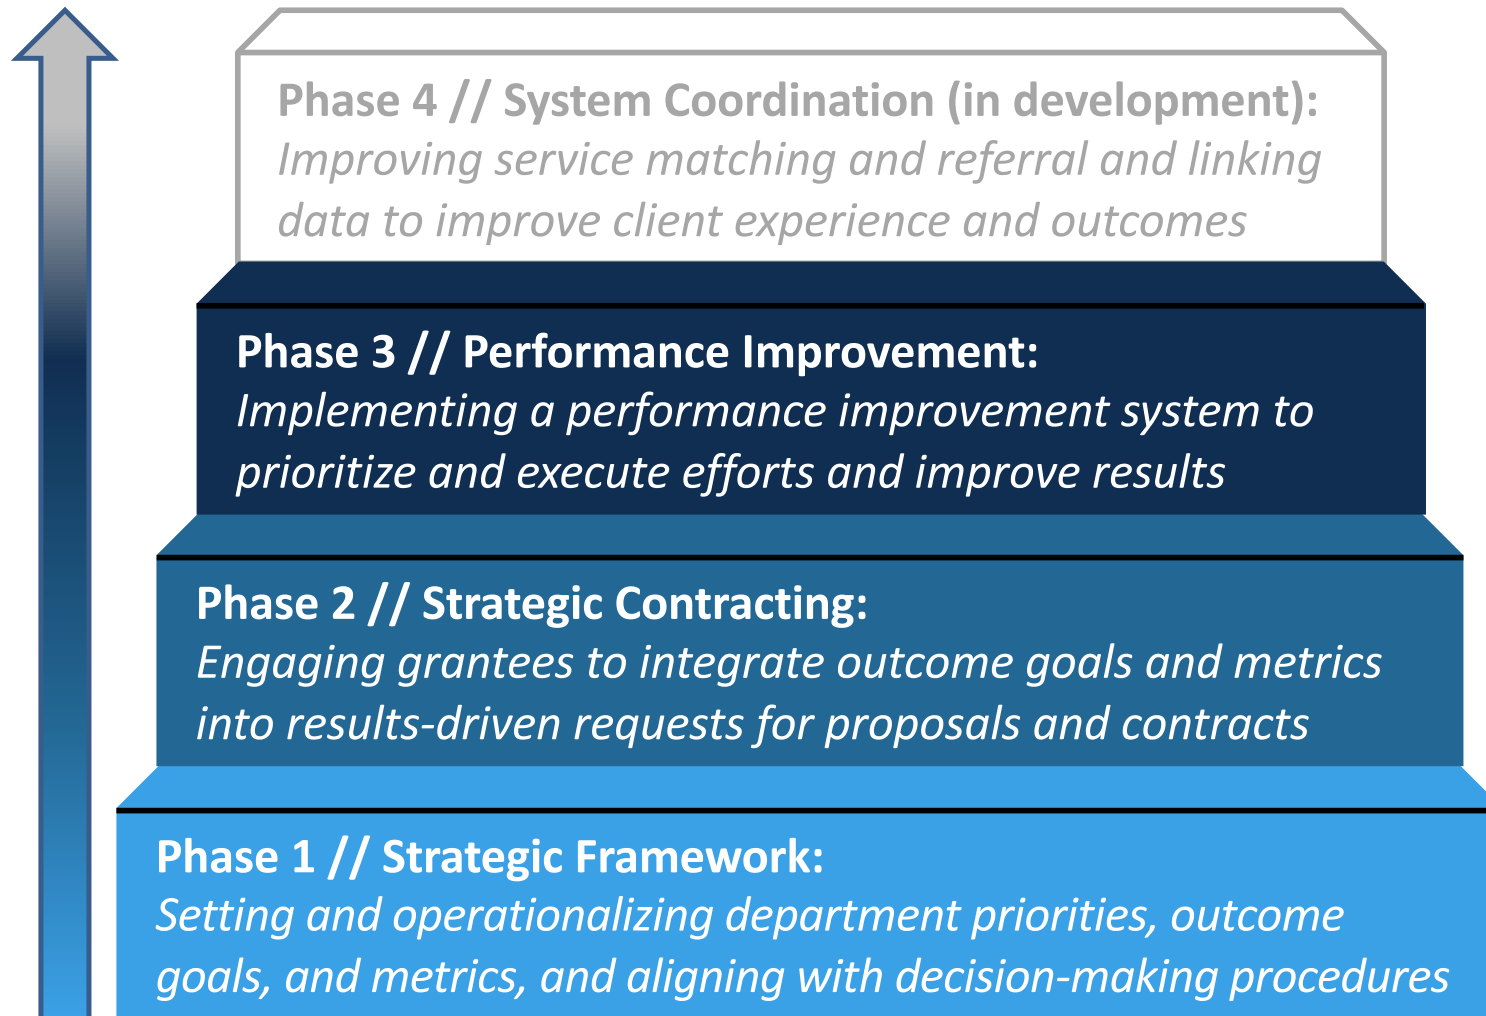 Phase 4 // System Coordination (in development):
Improving service matching and referral and linking
data to improve client experience and outcomes
Phase 3 // Performance Improvement:
Implementing a performance improvement system to
prioritize and execute efforts and improve results
Phase 2 // Strategic Contracting:
Engaging grantees to integrate outcome goals and metrics
into results-driven requests for proposals and contracts
Phase 1 // Strategic Framework:
Setting and operationalizing department priorities, outcome
goals, and metrics, and aligning with decision-making procedures